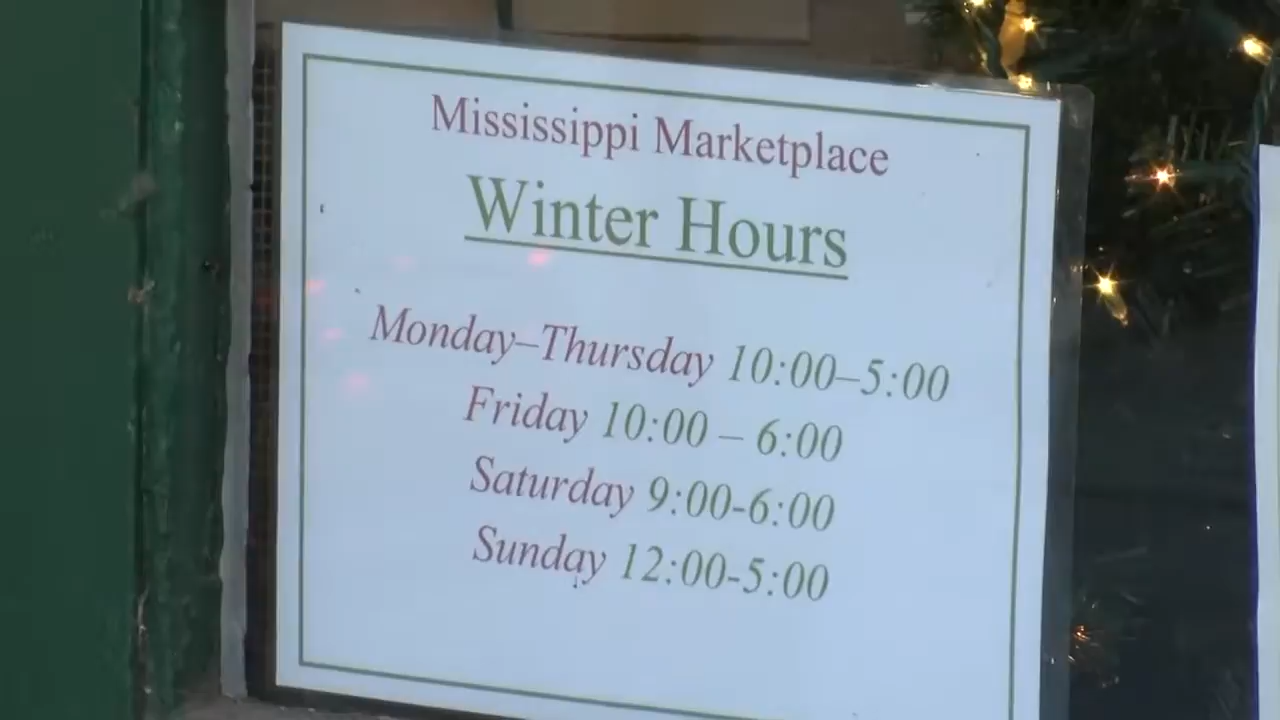 Mississippi Marketplace
Winter Hours
Monday–Thursday 10:00–5:00
Friday 10:00 – 6:00
Saturday 9:00-6:00
Sunday 12:00-5:00